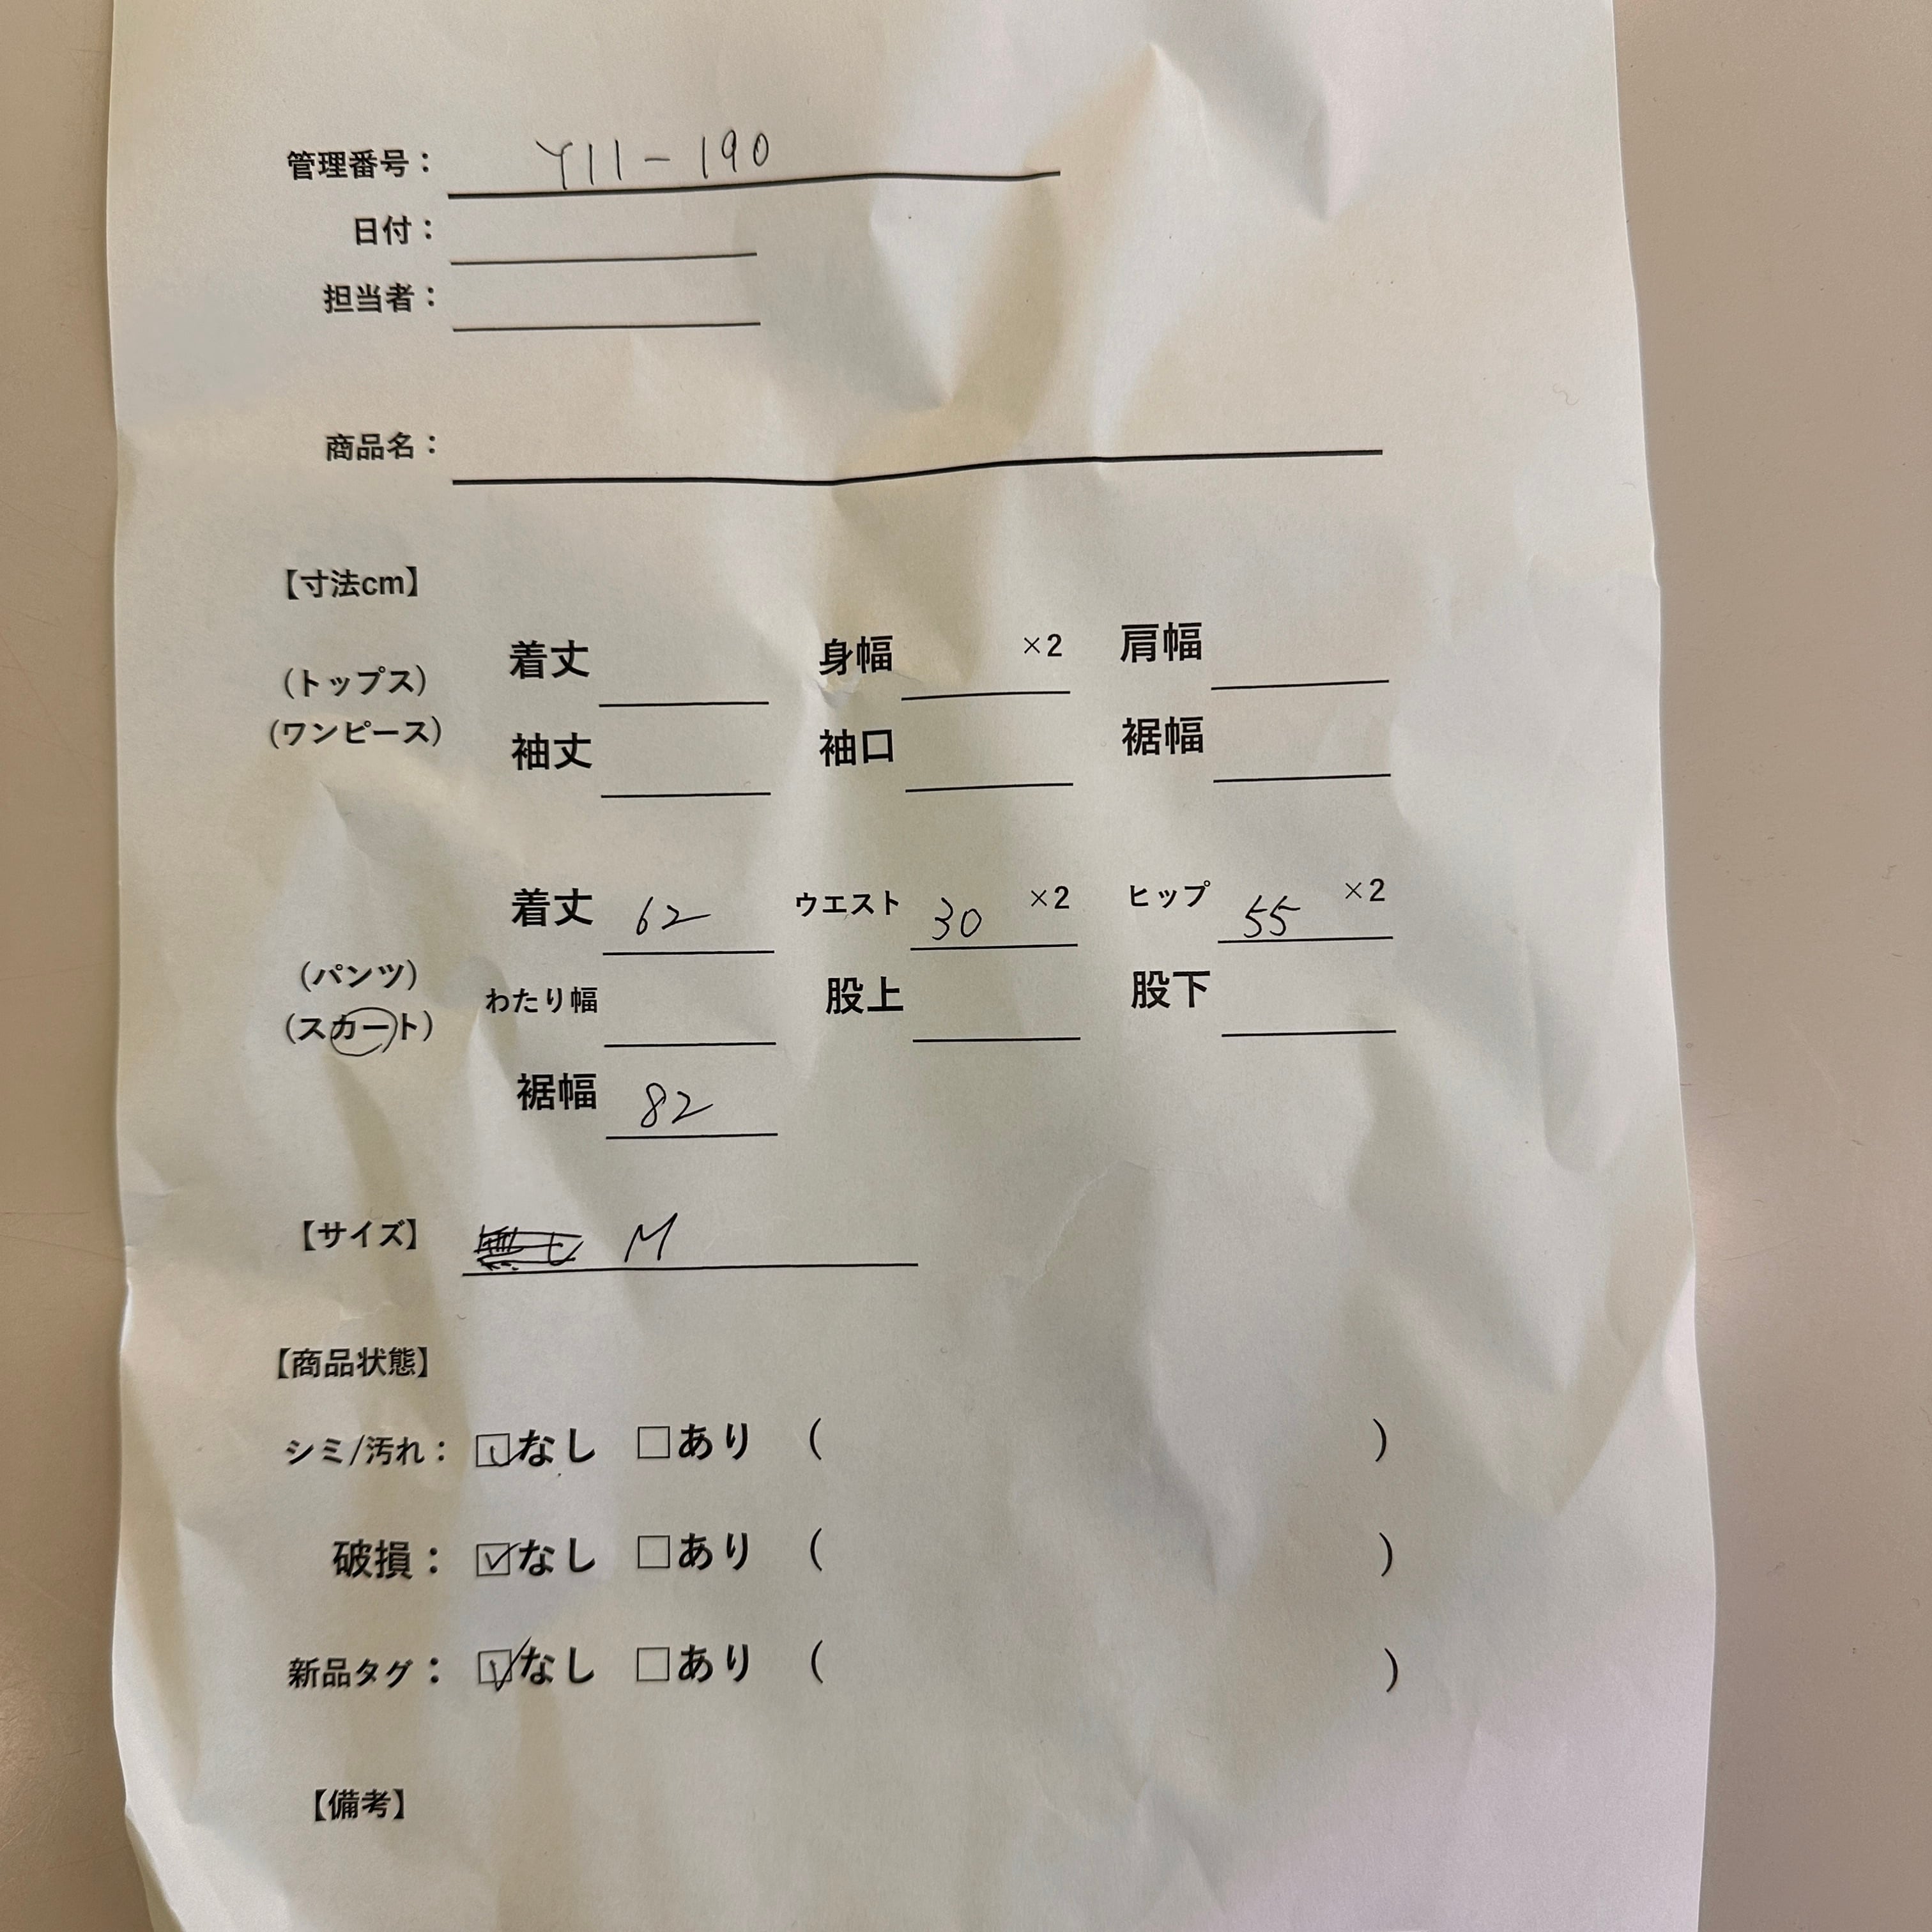 管理番号： Y11-190
日付：
担当者：
商品名：
【寸法cm】
着丈 身幅 ×2 肩幅
(トップス)
(ワンピース)
袖丈 袖口 裾幅
着丈 62 ウエスト 30 ×2 ヒップ 55 ×2
(パンツ)
わたり幅 股上 股下
(スカート)
裾幅 82
【サイズ】 無し M
【商品状態】
シミ/汚れ： ☑なし □あり ( )
破損： ☑なし □あり ( )
新品タグ： ☑なし □あり ( )
【備考】